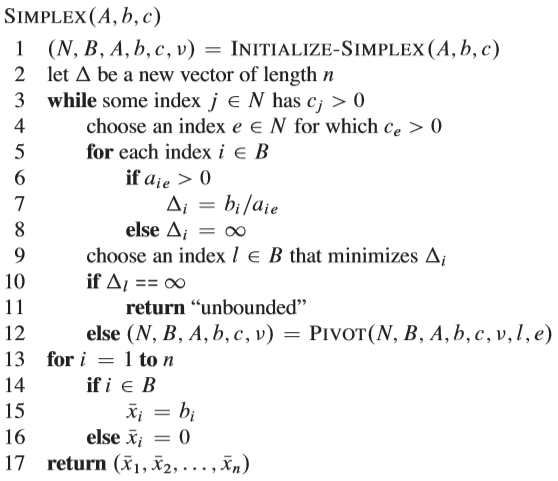 SIMPLEX(A, b, c)
1 (N, B, A, b, c, ν) = INITIALIZE-SIMPLEX(A, b, c)
2 let Δ be a new vector of length n
3 while some index j ∈ N has c_j > 0
4 choose an index e ∈ N for which c_e > 0
5 for each index i ∈ B
6 if a_ie > 0
7 Δ_i = b_i/a_ie
8 else Δ_i = ∞
9 choose an index l ∈ B that minimizes Δ_i
10 if Δ_l == ∞
11 return “unbounded”
12 else (N, B, A, b, c, ν) = PIVOT(N, B, A, b, c, ν, l, e)
13 for i = 1 to n
14 if i ∈ B
15 x̄_i = b_i
16 else x̄_i = 0
17 return (x̄_1, x̄_2, . . . , x̄_n)